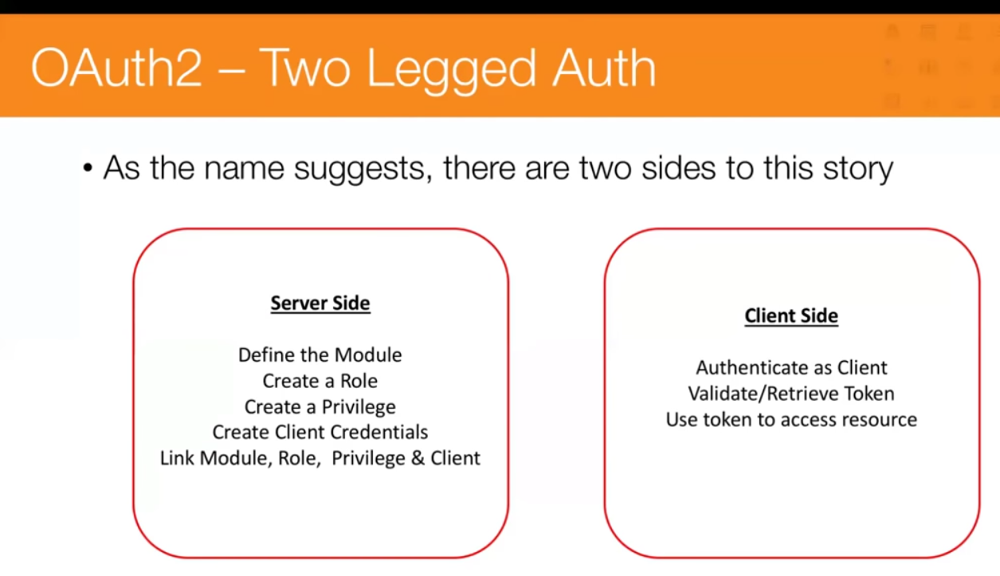 OAuth2 – Two Legged Auth
• As the name suggests, there are two sides to this story
Server Side
Define the Module
Create a Role
Create a Privilege
Create Client Credentials
Link Module, Role, Privilege & Client
Client Side
Authenticate as Client
Validate/Retrieve Token
Use token to access resource